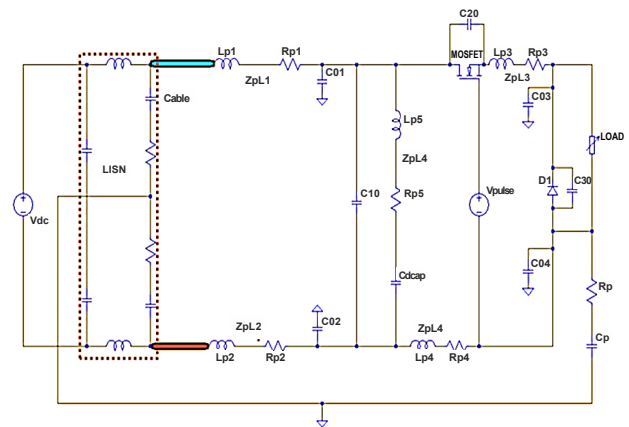 C20
Lp1
Rp1
MOSFET
Lp3
Rp3
ZpL1
C01
ZpL3
C03
Cable
Lp5
LOAD
ZpL4
LISN
D1
C30
C10
Rp5
Vpulse
Vdc
C04
Cdcap
Rp
ZpL2
C02
ZpL4
Cp
Lp2
Rp2
Lp4
Rp4